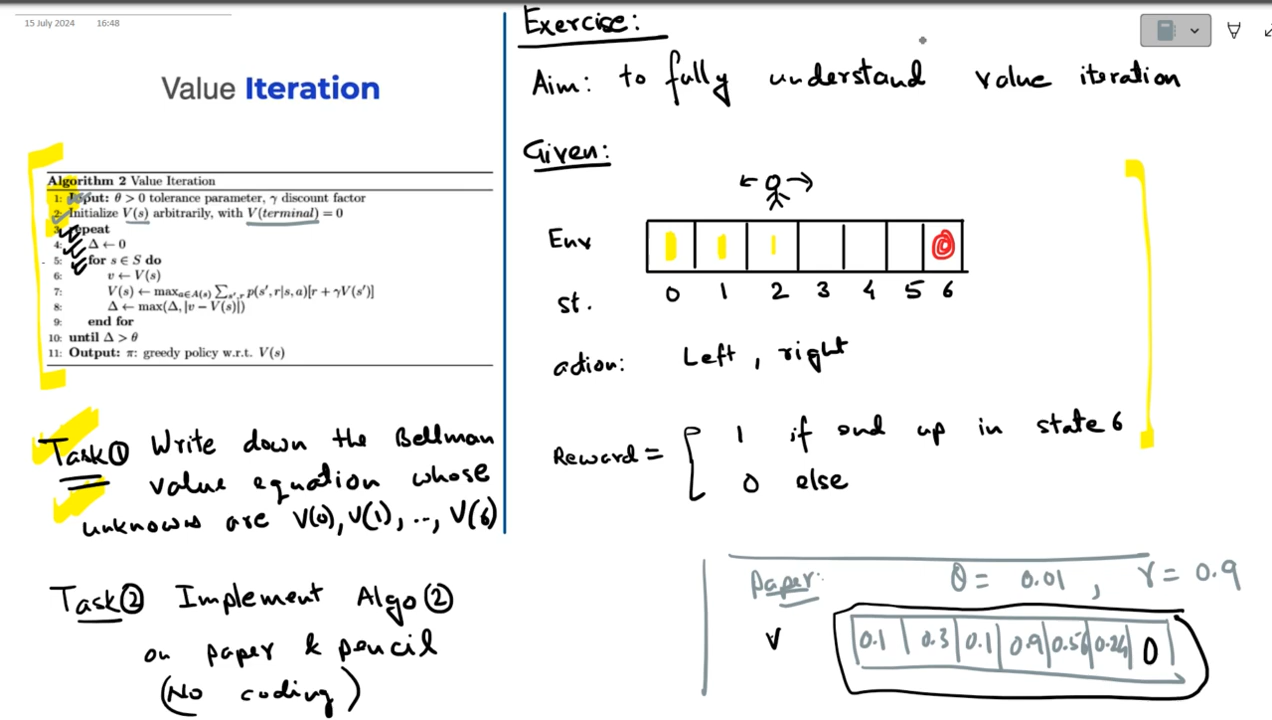 15 July 2024 16:48
Value Iteration
Algorithm 2 Value Iteration
1: Input: θ > 0 tolerance parameter, γ discount factor
2: Initialize V(s) arbitrarily, with V(terminal) = 0
3: repeat
4: Δ ← 0
5: for s ∈ S do
6: v ← V(s)
7: V(s) ← max_{a∈A(s)} ∑_{s',r} p(s', r|s, a)[r + γV(s')]
8: Δ ← max(Δ, |v − V(s)|)
9: end for
10: until Δ > θ
11: Output: π: greedy policy w.r.t. V(s)
Task ① Write down the Bellman
value equation whose
unknowns are V(0), V(1), .., V(6)
Task ② Implement Algo ②
on paper & pencil
(No coding)
Exercise:
Aim: to fully understand value iteration
Given:
Env
st. 0 1 2 3 4 5 6
action: Left, right
Reward = { 1 if end up in state 6
0 else
Paper: θ = 0.01, γ = 0.9
V 0.1 0.3 0.1 0.9 0.56 0.24 0